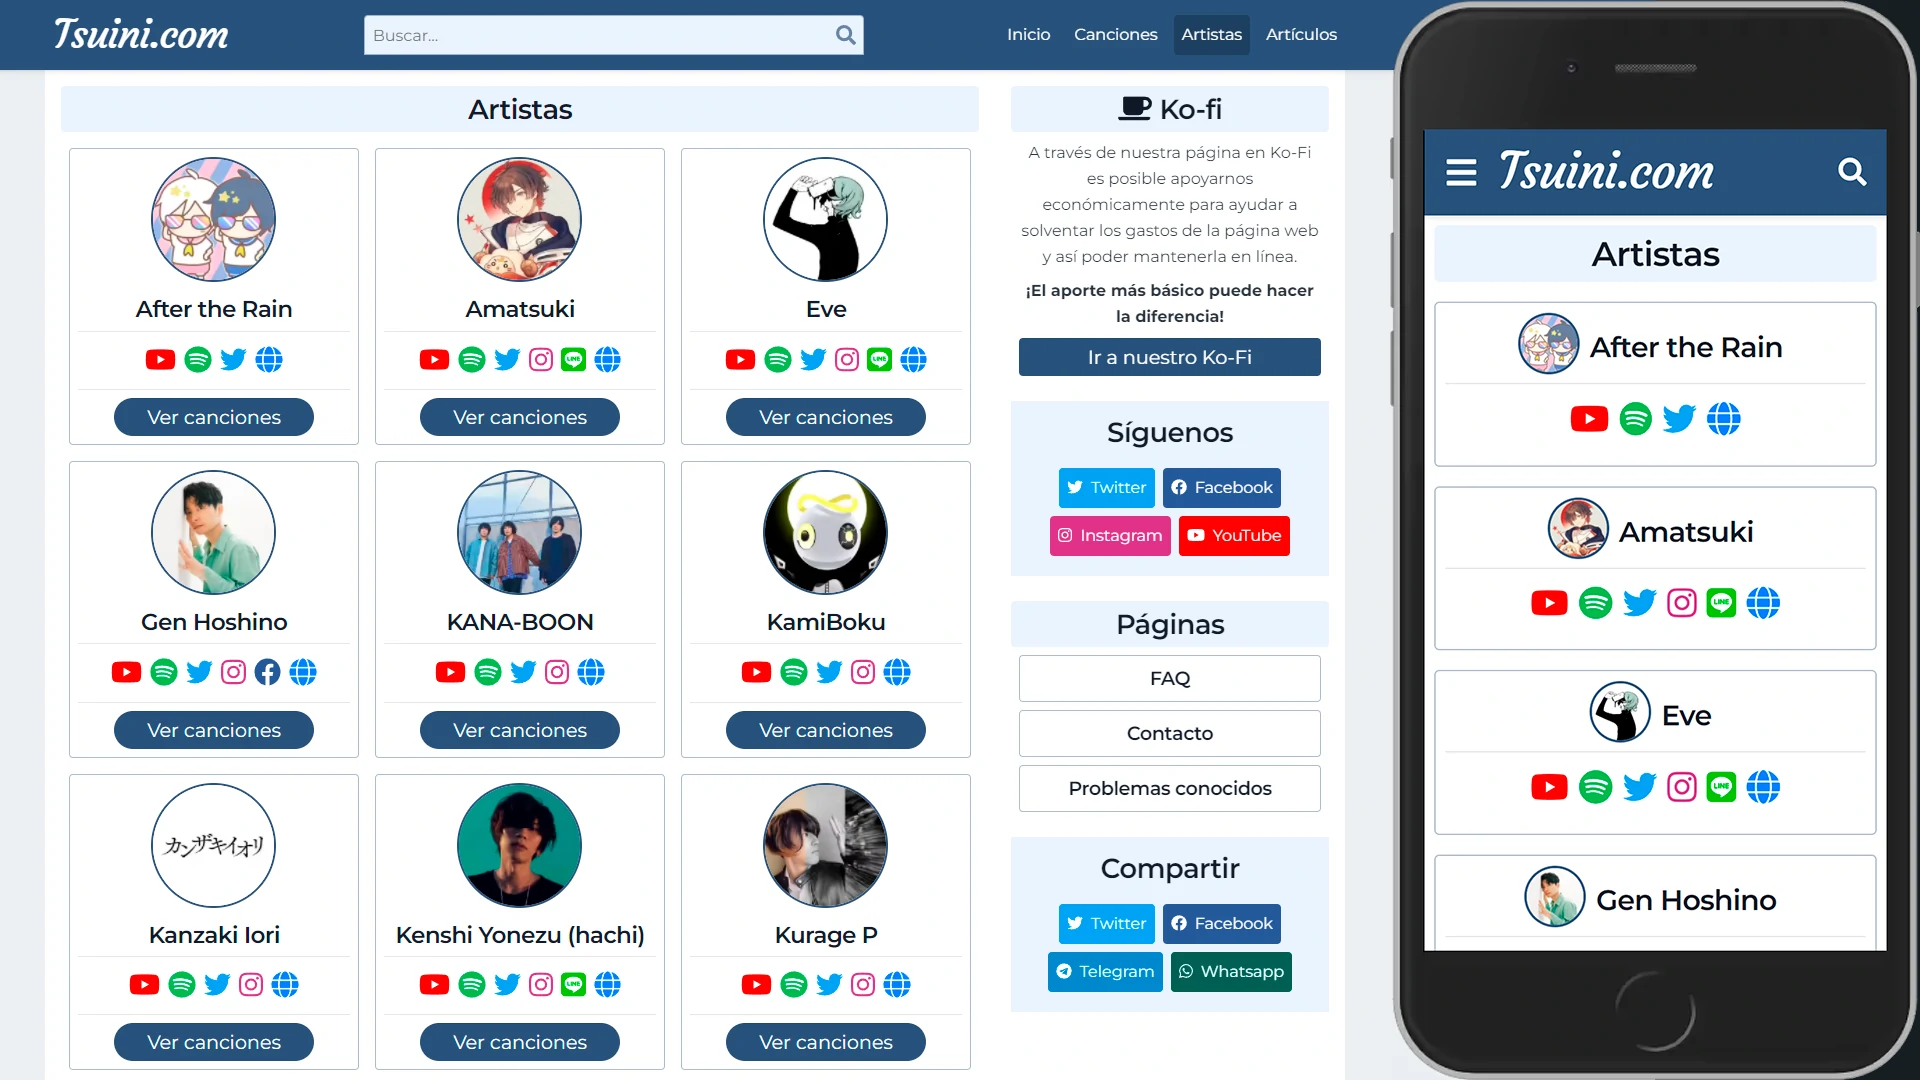 Tsuini.com
Buscar...
Inicio
Canciones
Artistas
Artículos
Artistas
After the Rain
Amatsuki
Eve
LINE
LINE
Ver canciones
Ver canciones
Ver canciones
Gen Hoshino
KANA-BOON
KamiBoku
Ver canciones
Ver canciones
Ver canciones
カンザキイオリ
Kanzaki Iori
Kenshi Yonezu (hachi)
Kurage P
LINE
Ver canciones
Ver canciones
Ver canciones
Ko-fi
A través de nuestra página en Ko-Fi
es posible apoyarnos
económicamente para ayudar a
solventar los gastos de la página web
y así poder mantenerla en línea.
¡El aporte más básico puede hacer
la diferencia!
Ir a nuestro Ko-Fi
Síguenos
Twitter
Facebook
Instagram
YouTube
Páginas
FAQ
Contacto
Problemas conocidos
Compartir
Twitter
Facebook
Telegram
Whatsapp
Tsuini.com
Artistas
After the Rain
Amatsuki
LINE
Eve
LINE
Gen Hoshino